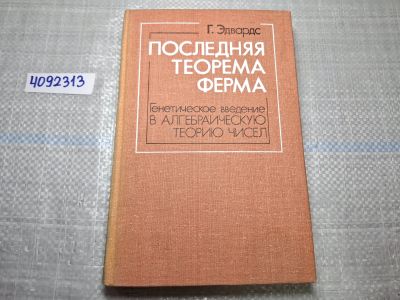 4092313
Г. Эдвардс
ПОСЛЕДНЯЯ
ТЕОРЕМА
ФЕРМА
Генетическое введение
В АЛГЕБРАИЧЕСКУЮ
ТЕОРИЮ ЧИСЕЛ